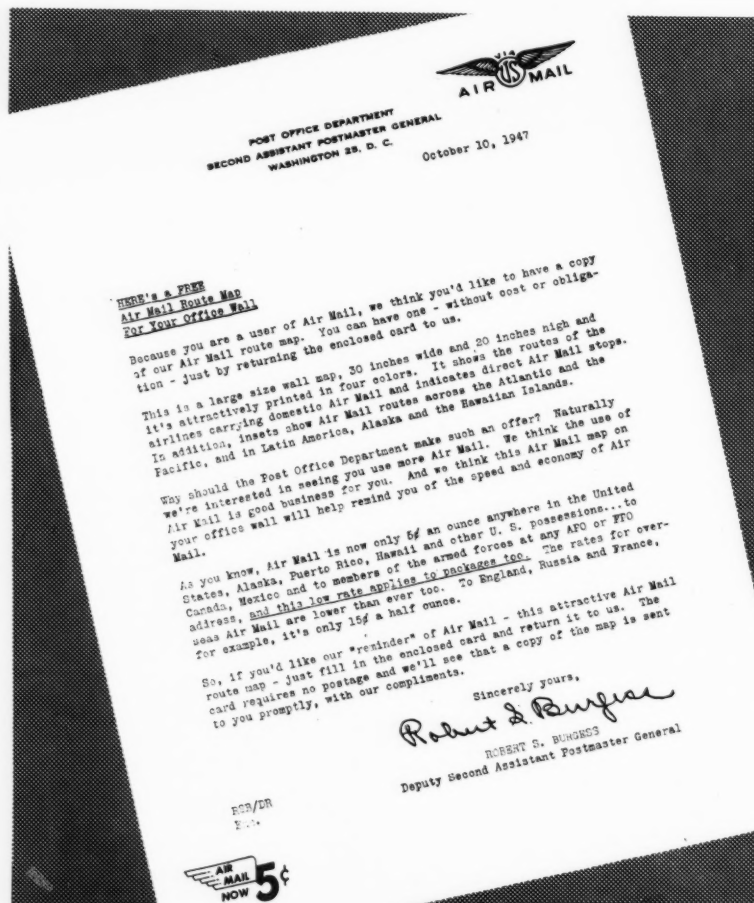 VIA
US
AIR MAIL
POST OFFICE DEPARTMENT
SECOND ASSISTANT POSTMASTER GENERAL
WASHINGTON 25, D. C.
October 10, 1947
HERE's a FREE
Air Mail Route Map
For Your Office Wall
Because you are a user of Air Mail, we think you'd like to have a copy
of our Air Mail route map. You can have one - without cost or obliga-
tion - just by returning the enclosed card to us.
This is a large size wall map, 30 inches wide and 20 inches high and
it's attractively printed in four colors. It shows the routes of the
airlines carrying domestic Air Mail and indicates direct Air Mail stops.
In addition, insets show Air Mail routes across the Atlantic and the
Pacific, and in Latin America, Alaska and the Hawaiian Islands.
Why should the Post Office Department make such an offer? Naturally
we're interested in seeing you use more Air Mail. We think the use of
Air Mail is good business for you. And we think this Air Mail map on
your office wall will help remind you of the speed and economy of Air
Mail.
As you know, Air Mail is now only 5¢ an ounce anywhere in the United
States, Alaska, Puerto Rico, Hawaii and other U. S. possessions...to
Canada, Mexico and to members of the armed forces at any APO or FPO
address, and this low rate applies to packages too. The rates for over-
seas Air Mail are lower than ever too. To England, Russia and France,
for example, it's only 15¢ a half ounce.
So, if you'd like our "reminder" of Air Mail - this attractive Air Mail
route map - just fill in the enclosed card and return it to us. The
card requires no postage and we'll see that a copy of the map is sent
to you promptly, with our compliments.
Sincerely yours,
Robert S. Burgess
ROBERT S. BURGESS
Deputy Second Assistant Postmaster General
RSB/DR
AIR
MAIL
NOW 5¢